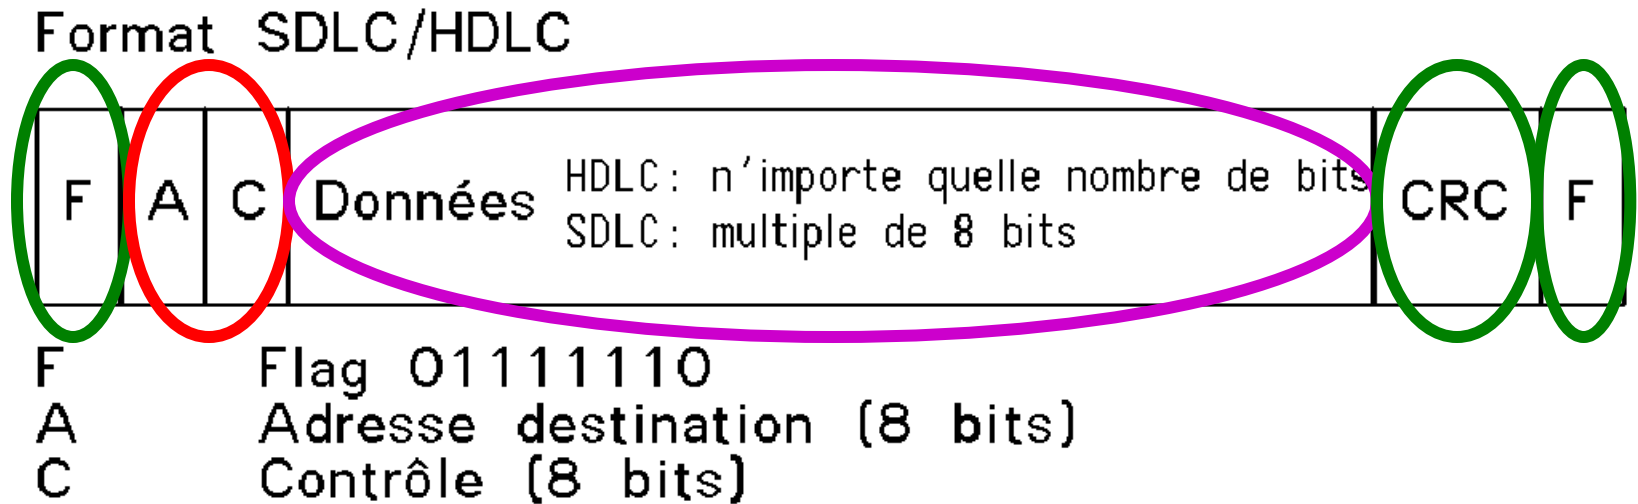 Format SDLC/HDLC
F A C Données HDLC: n'importe quelle nombre de bits CRC F
SDLC: multiple de 8 bits
F Flag 01111110
A Adresse destination (8 bits)
C Contrôle (8 bits)